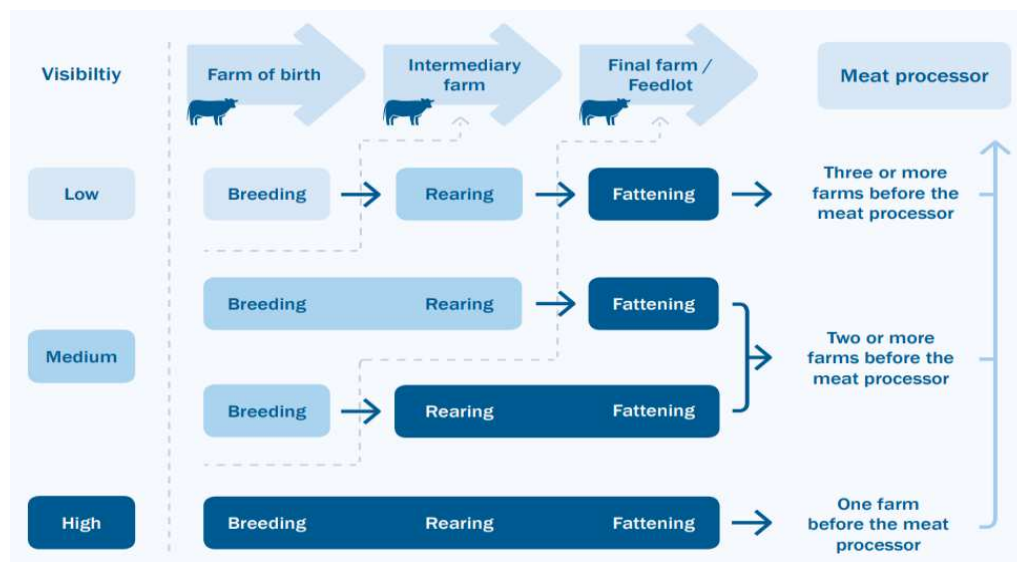 Visibiltiy
Farm of birth
Intermediary
farm
Final farm /
Feedlot
Meat processor
Low
Breeding
Rearing
Fattening
Three or more
farms before the
meat processor
Breeding
Rearing
Fattening
Medium
Two or more
farms before the
meat processor
Breeding
Rearing
Fattening
High
Breeding
Rearing
Fattening
One farm
before the meat
processor